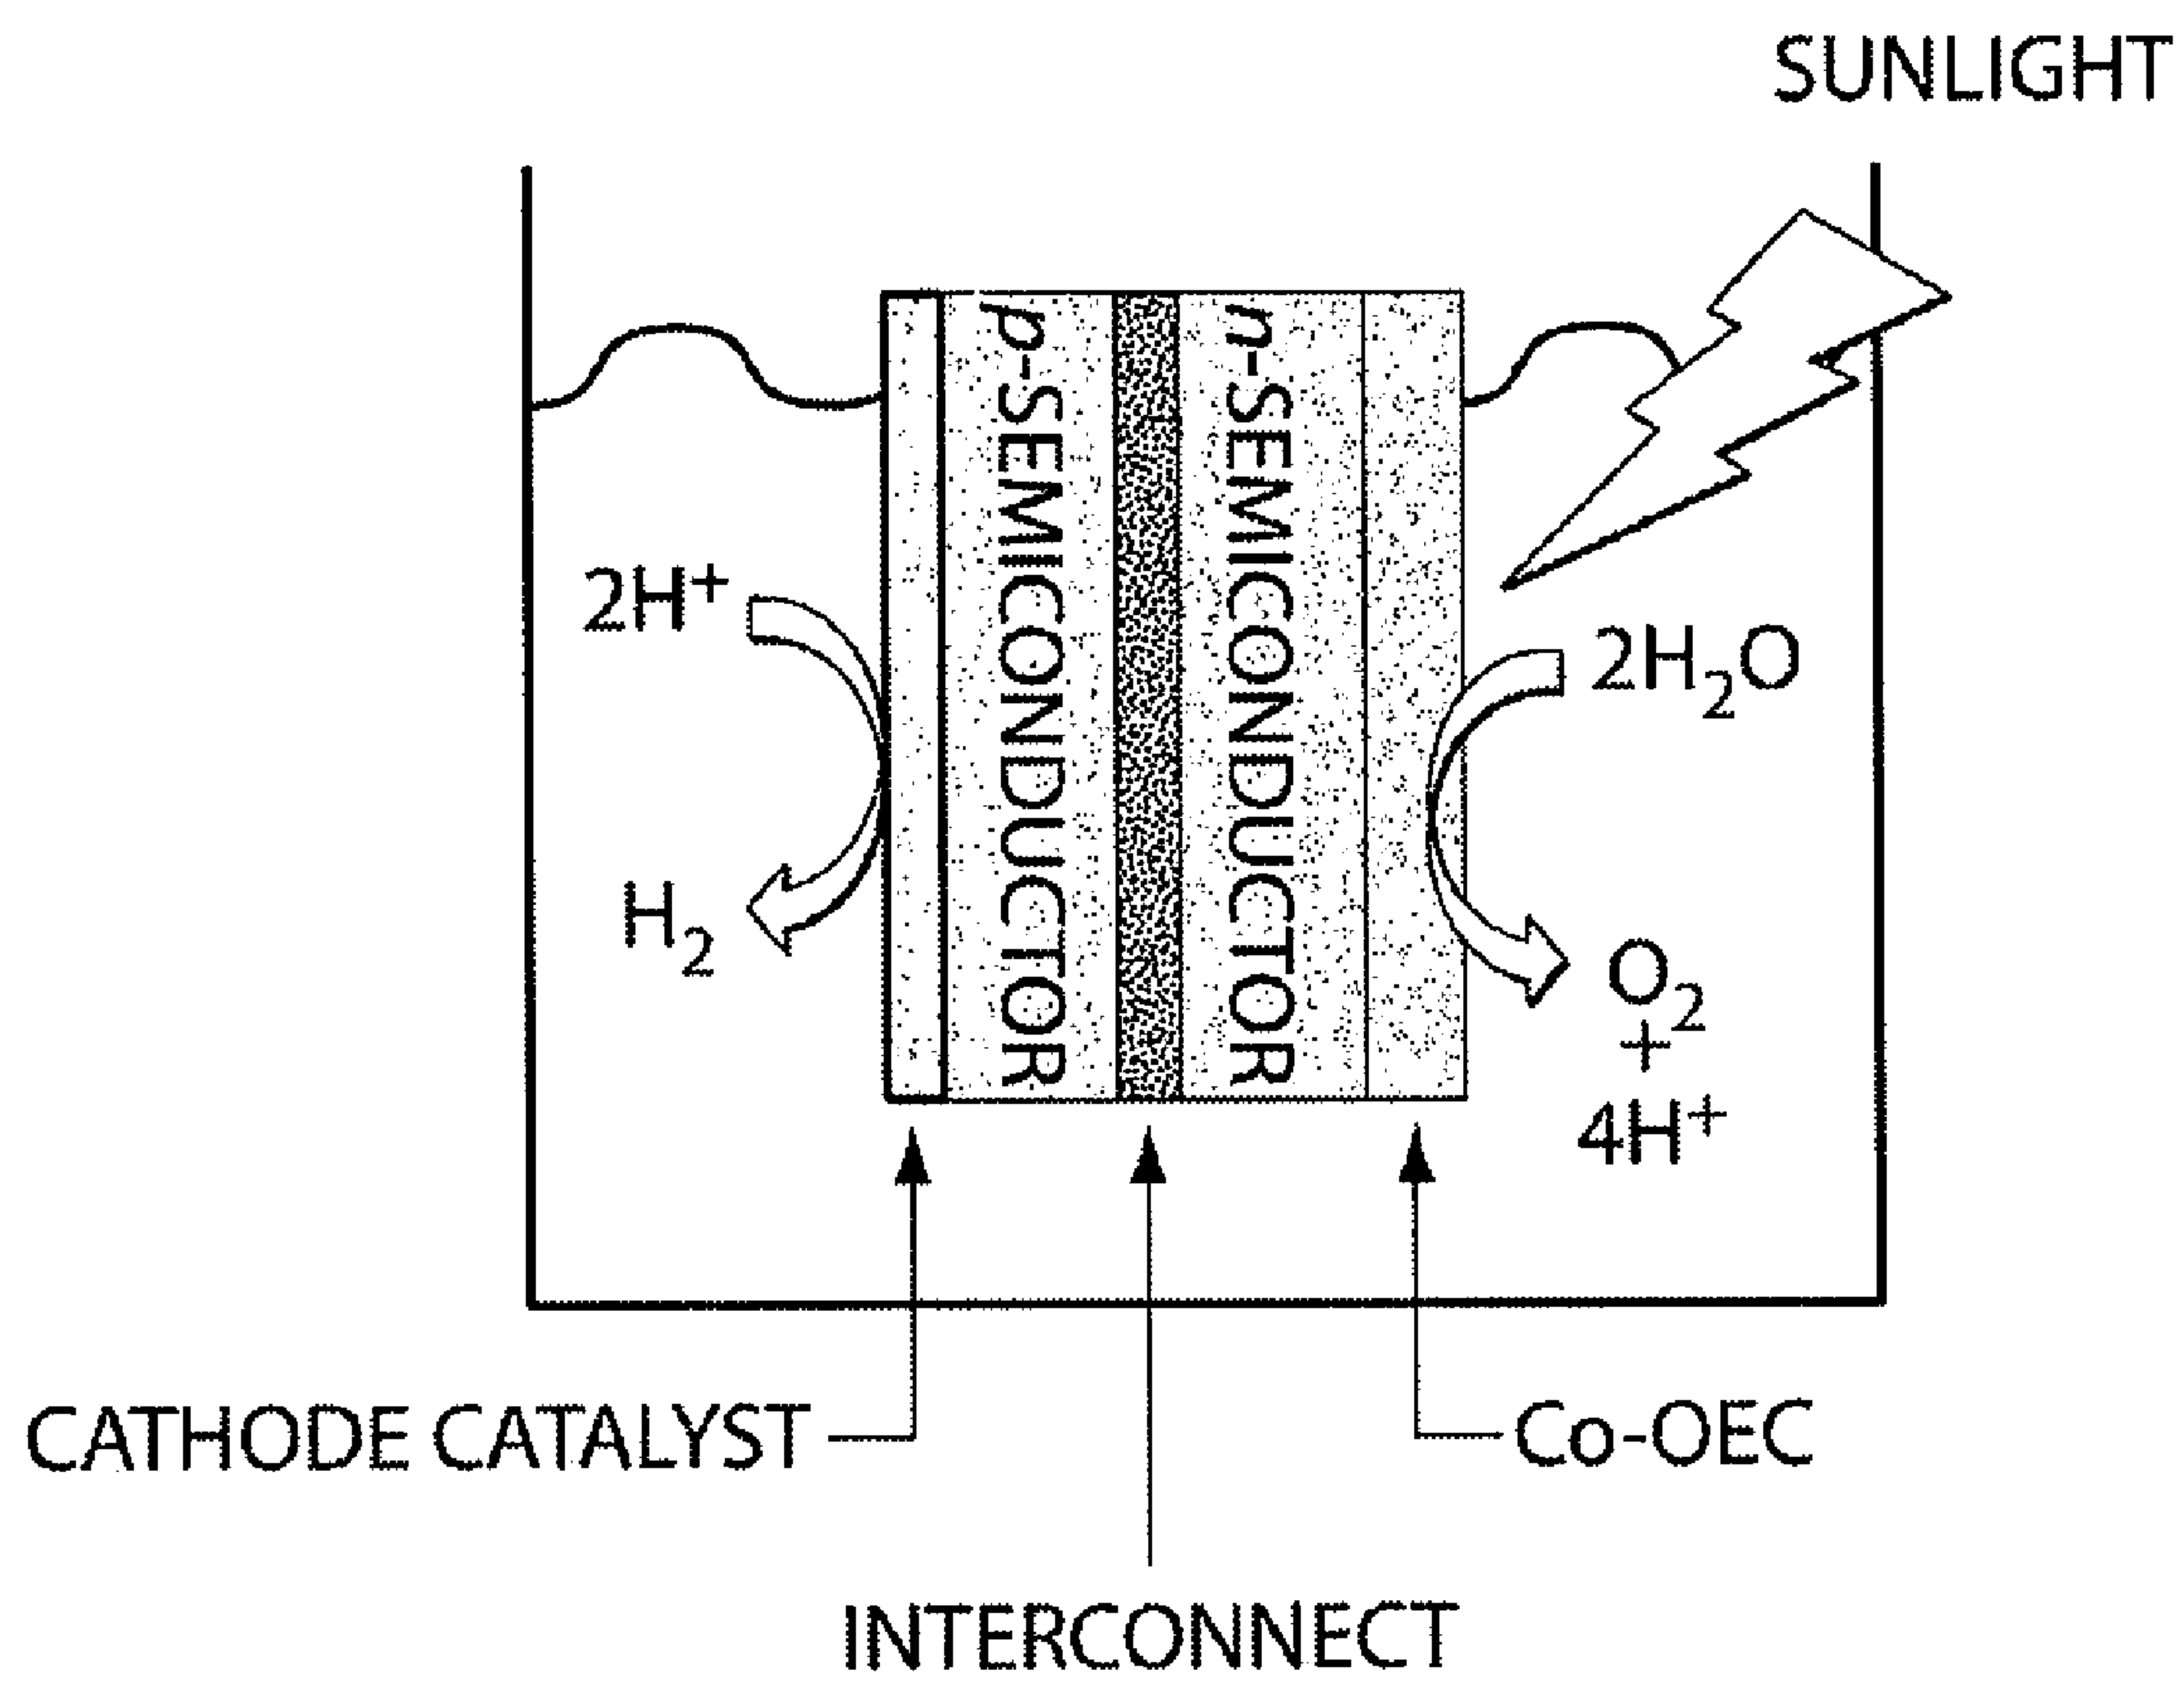 SUNLIGHT
p-SEMICONDUCTOR
n-SEMICONDUCTOR
2H⁺
2H₂O
H₂
O₂
+
4H⁺
CATHODE CATALYST
Co-OEC
INTERCONNECT